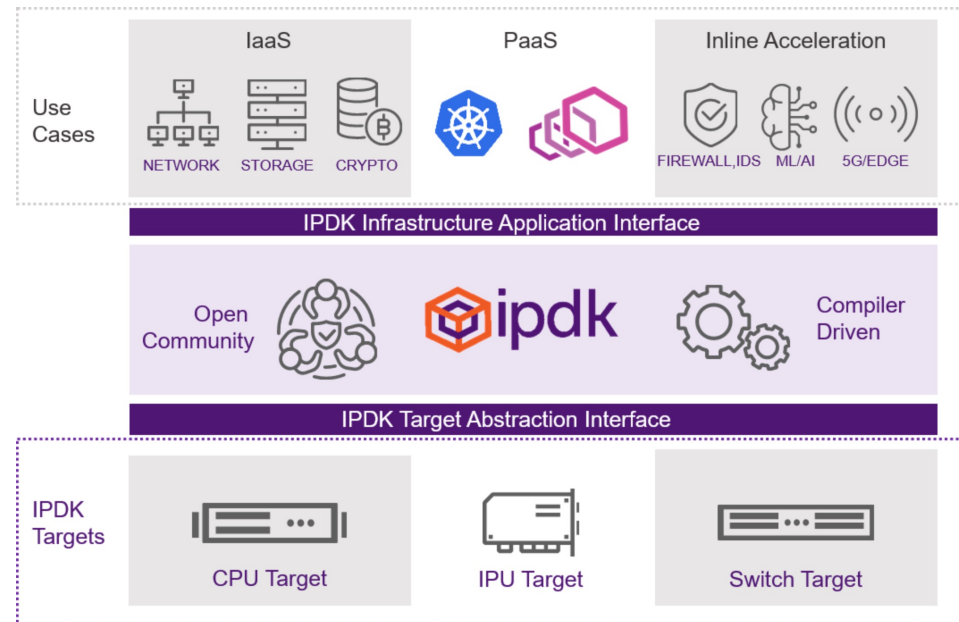 IaaS
PaaS
Inline Acceleration
Use
Cases
NETWORK
STORAGE
CRYPTO
FIREWALL,IDS
ML/AI
5G/EDGE
IPDK Infrastructure Application Interface
Open
Community
ipdk
Compiler
Driven
IPDK Target Abstraction Interface
IPDK
Targets
CPU Target
IPU Target
Switch Target